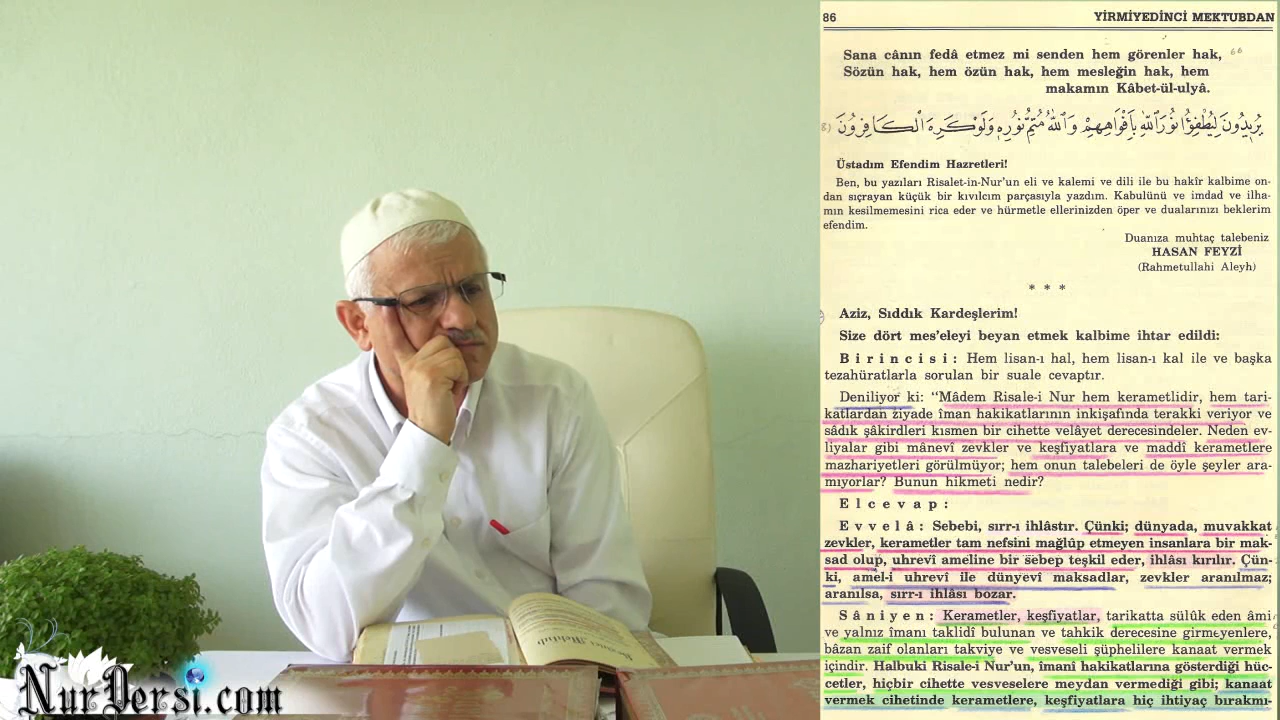 86 YİRMİYEDİNCİ MEKTUBDAN
Sana cânın fedâ etmez mi senden hem görenler hak,
Sözün hak, hem özün hak, hem mesleğin hak, hem
makamın Kâbet-ül-ulyâ.
يُرِيدُونَ لِيُطْفِؤُا نُورَ اللّٰهِ بِاَفْوَاهِهِمْ وَاللّٰهُ مُتِمُّ نُورِهِ وَلَوْ كَرِهَ الْكَافِرُونَ
Üstadım Efendim Hazretleri!
Ben, bu yazıları Risalet-in-Nur'un eli ve kalemi ve dili ile bu hakîr kalbime on-
dan sıçrayan küçük bir kıvılcım parçasıyla yazdım. Kabulünü ve imdad ve ilha-
mın kesilmemesini rica eder ve hürmetle ellerinizden öper ve dualarınızı beklerim
efendim.
Duanıza muhtaç talebeniz
HASAN FEYZİ
(Rahmetullahi Aleyh)
* * *
Aziz, Sıddık Kardeşlerim!
Size dört mes'eleyi beyan etmek kalbime ihtar edildi:
Birincisi: Hem lisan-ı hal, hem lisan-ı kal ile ve başka
tezahüratlarla sorulan bir suale cevaptır.
Deniliyor ki: "Mâdem Risale-i Nur hem kerametlidir, hem tari-
katlardan ziyade îman hakikatlarının inkişafında terakki veriyor ve
sâdık şâkirdleri kısmen bir cihette velâyet derecesindeler. Neden ev-
liyalar gibi mânevî zevkler ve keşfiyatlara ve maddî kerametlere
mazhariyetleri görülmüyor; hem onun talebeleri de öyle şeyler ara-
mıyorlar? Bunun hikmeti nedir?
Elcevap:
Evvelâ: Sebebi, sırr-ı ihlâstır. Çünki; dünyada, muvakkat
zevkler, kerametler tam nefsini mağlûp etmeyen insanlara bir mak-
sad olup, uhrevî ameline bir sebep teşkil eder, ihlâsı kırılır. Çün-
ki, amel-i uhrevî ile dünyevî maksadlar, zevkler aranılmaz;
aranılsa, sırr-ı ihlâsı bozar.
Sâniyen: Kerametler, keşfiyatlar, tarikatta sülûk eden âmi
ve yalnız îmanı taklidî bulunan ve tahkik derecesine girmeyenlere,
bâzan zaif olanları takviye ve vesveseli şüphelilere kanaat vermek
içindir. Halbuki Risale-i Nur'un, imanî hakikatlarına gösterdiği hüc-
cetler, hiçbir cihette vesveselere meydan vermediği gibi; kanaat
vermek cihetinde kerametlere, keşfiyatlara hiç ihtiyaç bırakmı-
NurDersi.com